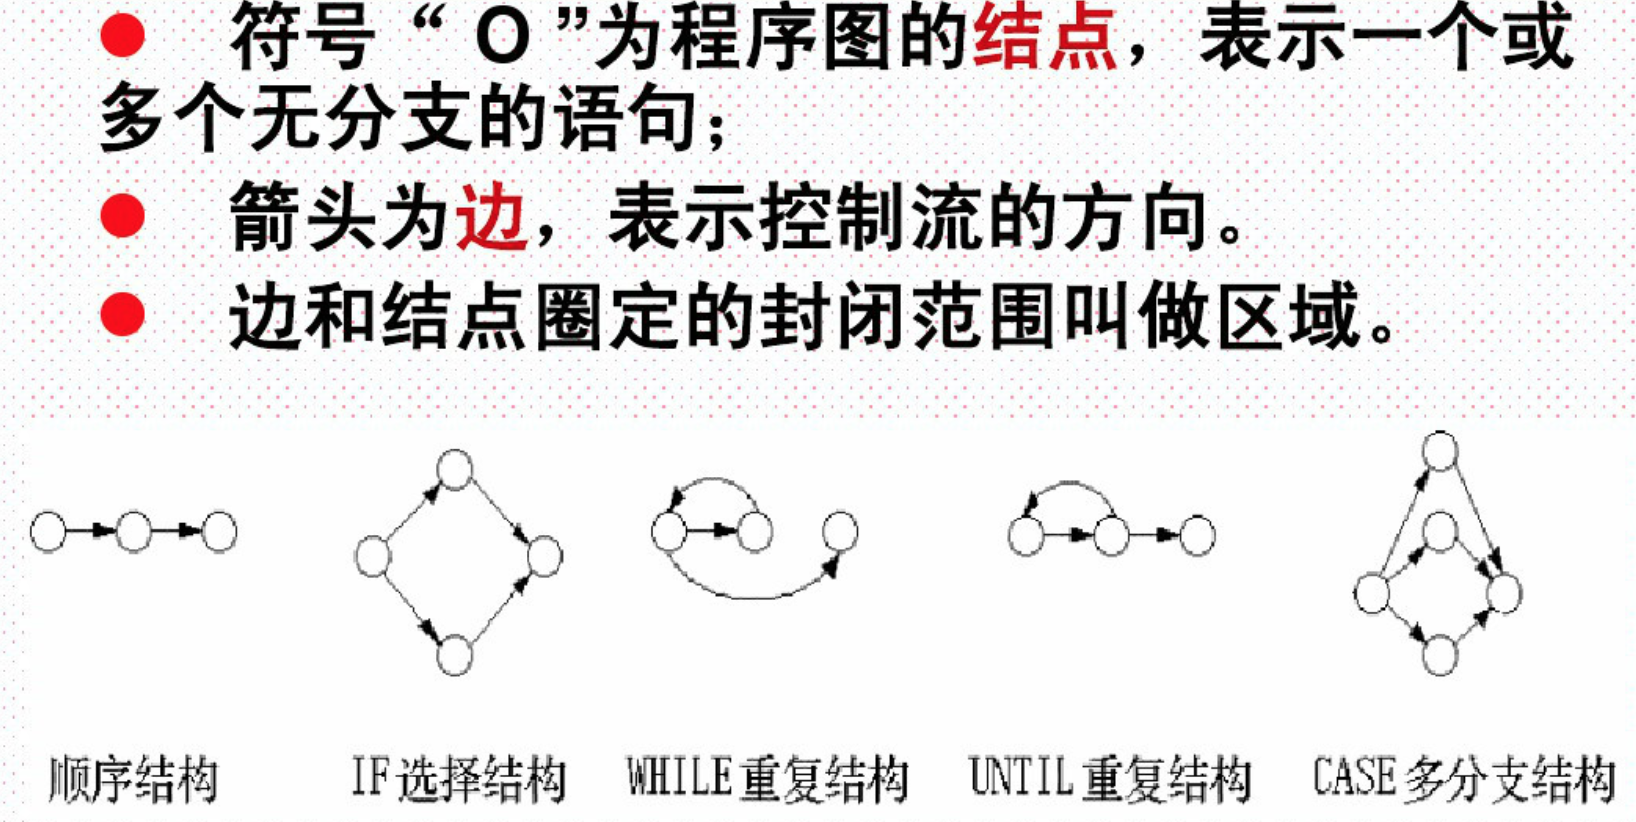 ● 符号“ O ”为程序图的结点，表示一个或
多个无分支的语句；
● 箭头为边，表示控制流的方向。
● 边和结点圈定的封闭范围叫做区域。
顺序结构 IF选择结构 WHILE重复结构 UNTIL重复结构 CASE多分支结构